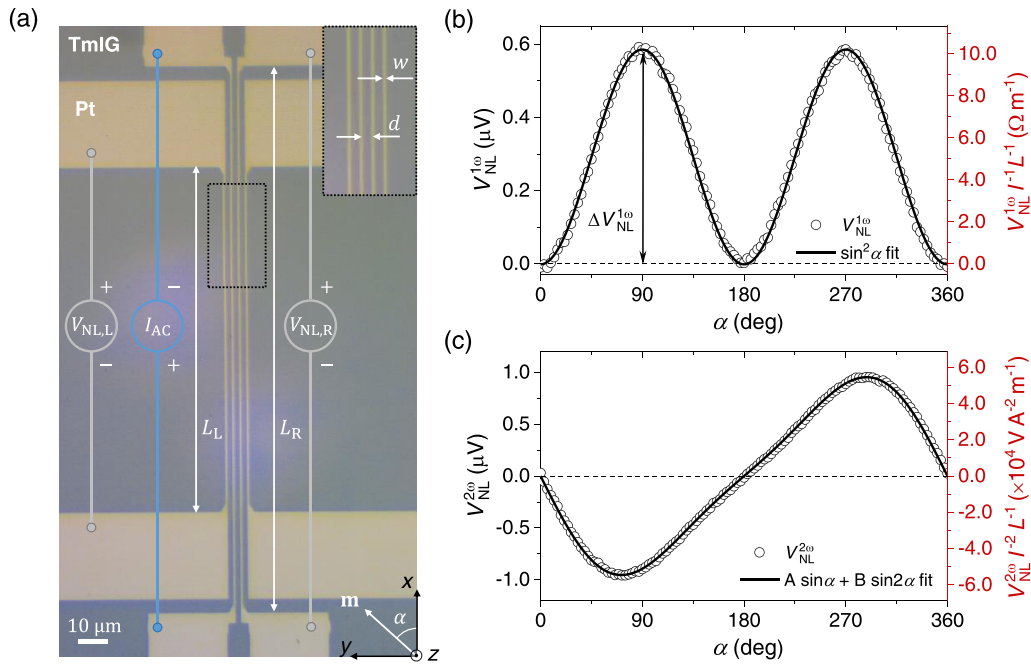 (a)
TmIG
Pt
w
d
+
−
V_NL,L
−
+
I_AC
+
−
V_NL,R
L_L
L_R
10 μm
x
m
α
y
z
(b)
0.6
0.4
0.2
0.0
V_NL^1ω (μV)
ΔV_NL^1ω
V_NL^1ω
sin²α fit
10.0
8.0
6.0
4.0
2.0
0.0
V_NL^1ω I⁻¹L⁻¹ (Ω m⁻¹)
0 90 180 270 360
α (deg)
(c)
1.0
0.5
0.0
-0.5
-1.0
V_NL^2ω (μV)
V_NL^2ω
A sinα + B sin2α fit
6.0
4.0
2.0
0.0
-2.0
-4.0
-6.0
V_NL^2ω I⁻² L⁻¹ (×10⁴ V A⁻² m⁻¹)
0 90 180 270 360
α (deg)